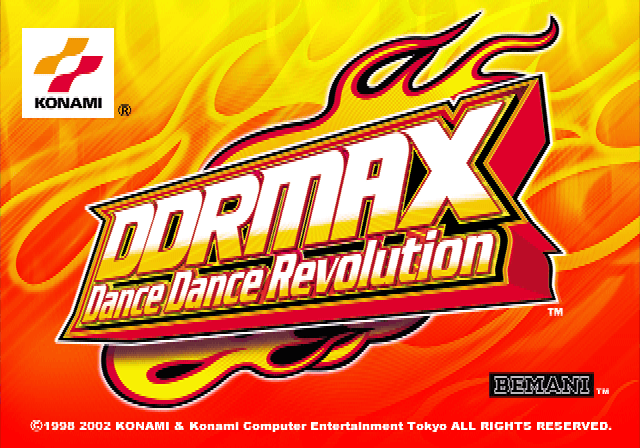 KONAMI ®
DDRMAX
Dance Dance Revolution
TM
BEMANI TM
©1998 2002 KONAMI & Konami Computer Entertainment Tokyo ALL RIGHTS RESERVED.